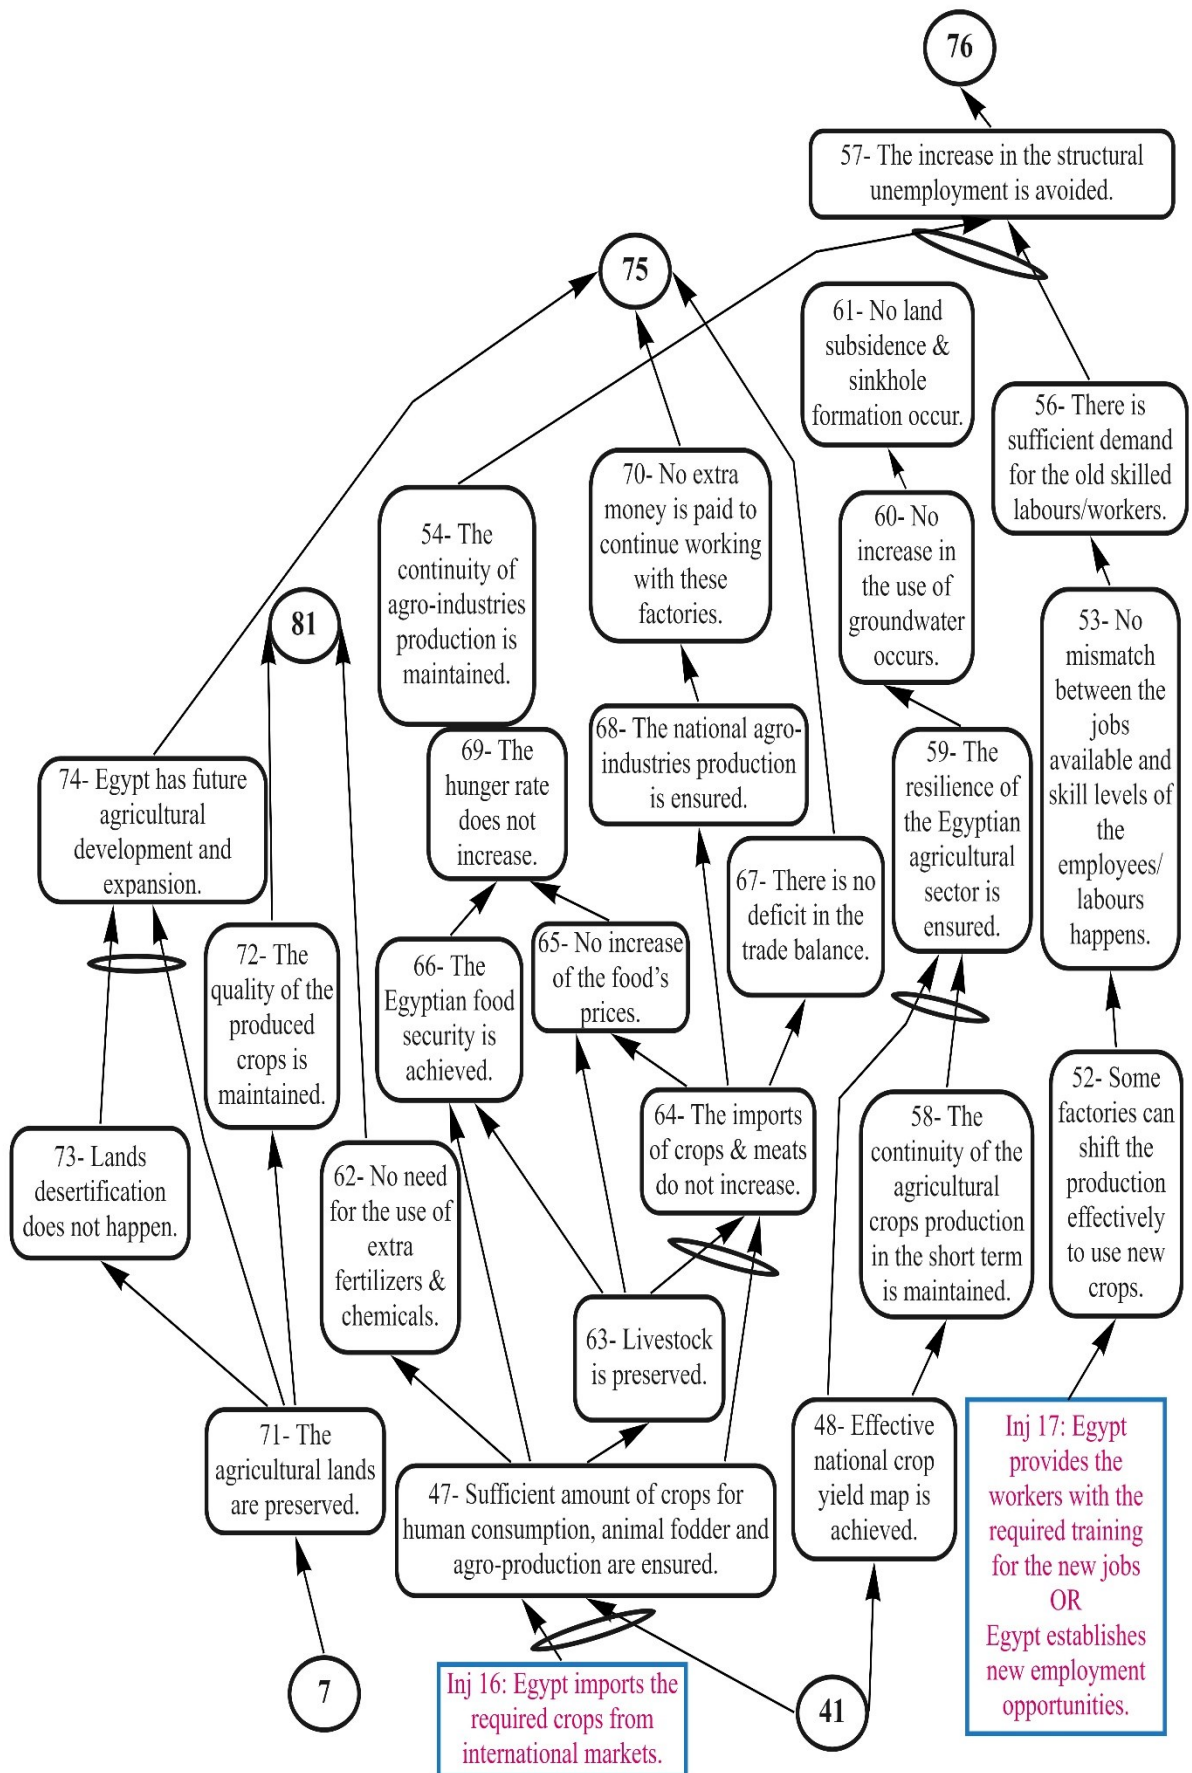 76
57- The increase in the structural
unemployment is avoided.
75
61- No land
subsidence &
sinkhole
formation occur.
56- There is
sufficient demand
for the old skilled
labours/workers.
70- No extra
money is paid to
continue working
with these
factories.
54- The
continuity of
agro-industries
production is
maintained.
60- No
increase in
the use of
groundwater
occurs.
81
53- No
mismatch
between the
jobs
available and
skill levels of
the
employees/
labours
happens.
68- The national agro-
industries production
is ensured.
69- The
hunger rate
does not
increase.
59- The
resilience of
the Egyptian
agricultural
sector is
ensured.
74- Egypt has future
agricultural
development and
expansion.
67- There is no
deficit in the
trade balance.
72- The
quality of the
produced
crops is
maintained.
66- The
Egyptian food
security is
achieved.
65- No increase
of the food’s
prices.
52- Some
factories can
shift the
production
effectively
to use new
crops.
64- The imports
of crops & meats
do not increase.
58- The
continuity of the
agricultural
crops production
in the short term
is maintained.
73- Lands
desertification
does not happen.
62- No need
for the use of
extra
fertilizers &
chemicals.
63- Livestock
is preserved.
71- The
agricultural lands
are preserved.
47- Sufficient amount of crops for
human consumption, animal fodder and
agro-production are ensured.
48- Effective
national crop
yield map is
achieved.
Inj 17: Egypt
provides the
workers with the
required training
for the new jobs
OR
Egypt establishes
new employment
opportunities.
7
Inj 16: Egypt imports the
required crops from
international markets.
41